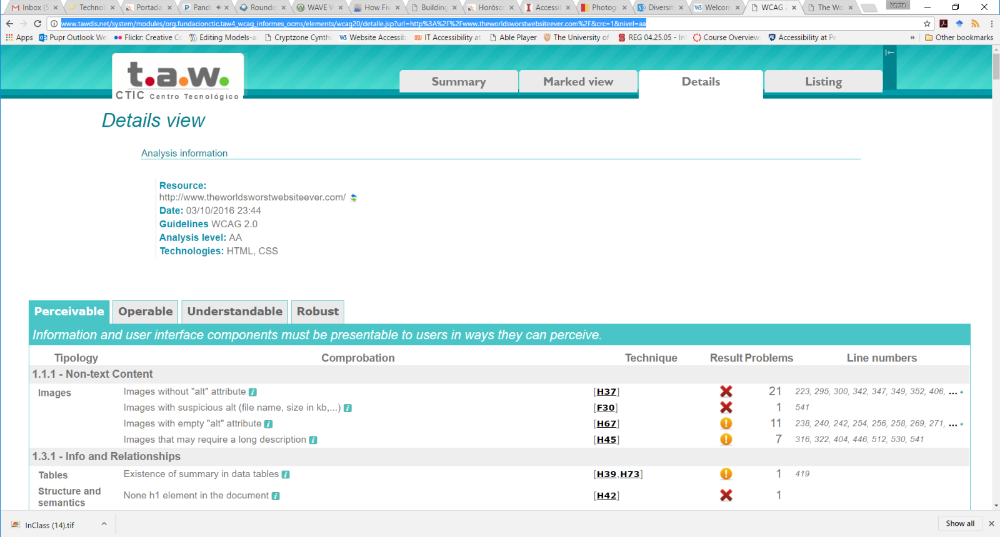 Inbox (5 Technol Portada Pand Roundc WAVE W How Fiv Building Horósc Accessil Photog Diversit Welcom WCAG 2 The Wo Zayira
www.tawdis.net/system/modules/org.fundacionctic.taw4_wcag_informes_ocms/elements/wcag20/detalle.jsp?url=http%3A%2F%2Fwww.theworldsworstwebsiteever.com%2F&crc=1&nivel=aa
Apps Pupr Outlook We Flickr: Creative Co Editing Models-a Cryptzone Cynthi Website Accessib IT Accessibility at Able Player The University of REG 04.25.05 - In Course Overview: Accessibility at Pe » Other bookmarks
t.a.w.
CTIC Centro Tecnológico
Summary Marked view Details Listing
Details view
Analysis information
Resource:
http://www.theworldsworstwebsiteever.com/
Date: 03/10/2016 23:44
Guidelines WCAG 2.0
Analysis level: AA
Technologies: HTML, CSS
Perceivable Operable Understandable Robust
Information and user interface components must be presentable to users in ways they can perceive.
Tipology Comprobation Technique Result Problems Line numbers
1.1.1 - Non-text Content
Images Images without "alt" attribute i [H37] 21 223, 295, 300, 342, 347, 349, 352, 406, ...
Images with suspicious alt (file name, size in kb,...) i [F30] 1 541
Images with empty "alt" attribute i [H67] 11 238, 240, 242, 254, 256, 258, 269, 271, ...
Images that may require a long description i [H45] 7 316, 322, 404, 446, 512, 530, 541
1.3.1 - Info and Relationships
Tables Existence of summary in data tables i [H39,H73] 1 419
Structure and semantics None h1 element in the document i [H42] 1
InClass (14).tif Show all